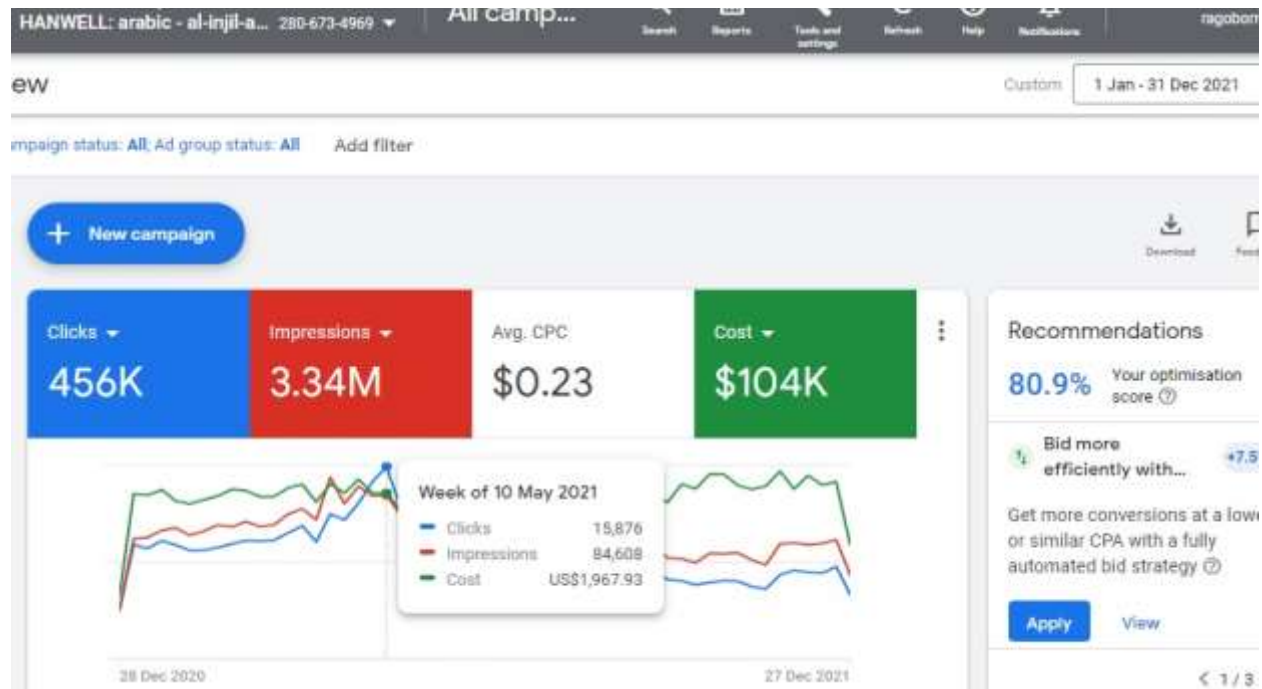 HANWELL: arabic - al-injil-a... 280-673-4969
All camp...
Search
Reports
Tools and
settings
Refresh
Help
Notifications
ragobom
ew
Custom
1 Jan - 31 Dec 2021
mpaign status: All; Ad group status: All
Add filter
+ New campaign
Download
Feed
Clicks
456K
Impressions
3.34M
Avg. CPC
$0.23
Cost
$104K
Week of 10 May 2021
Clicks 15,876
Impressions 84,608
Cost US$1,967.93
28 Dec 2020
27 Dec 2021
Recommendations
80.9%
Your optimisation
score
Bid more
efficiently with...
+7.5
Get more conversions at a lowe
or similar CPA with a fully
automated bid strategy
Apply
View
< 1 / 3